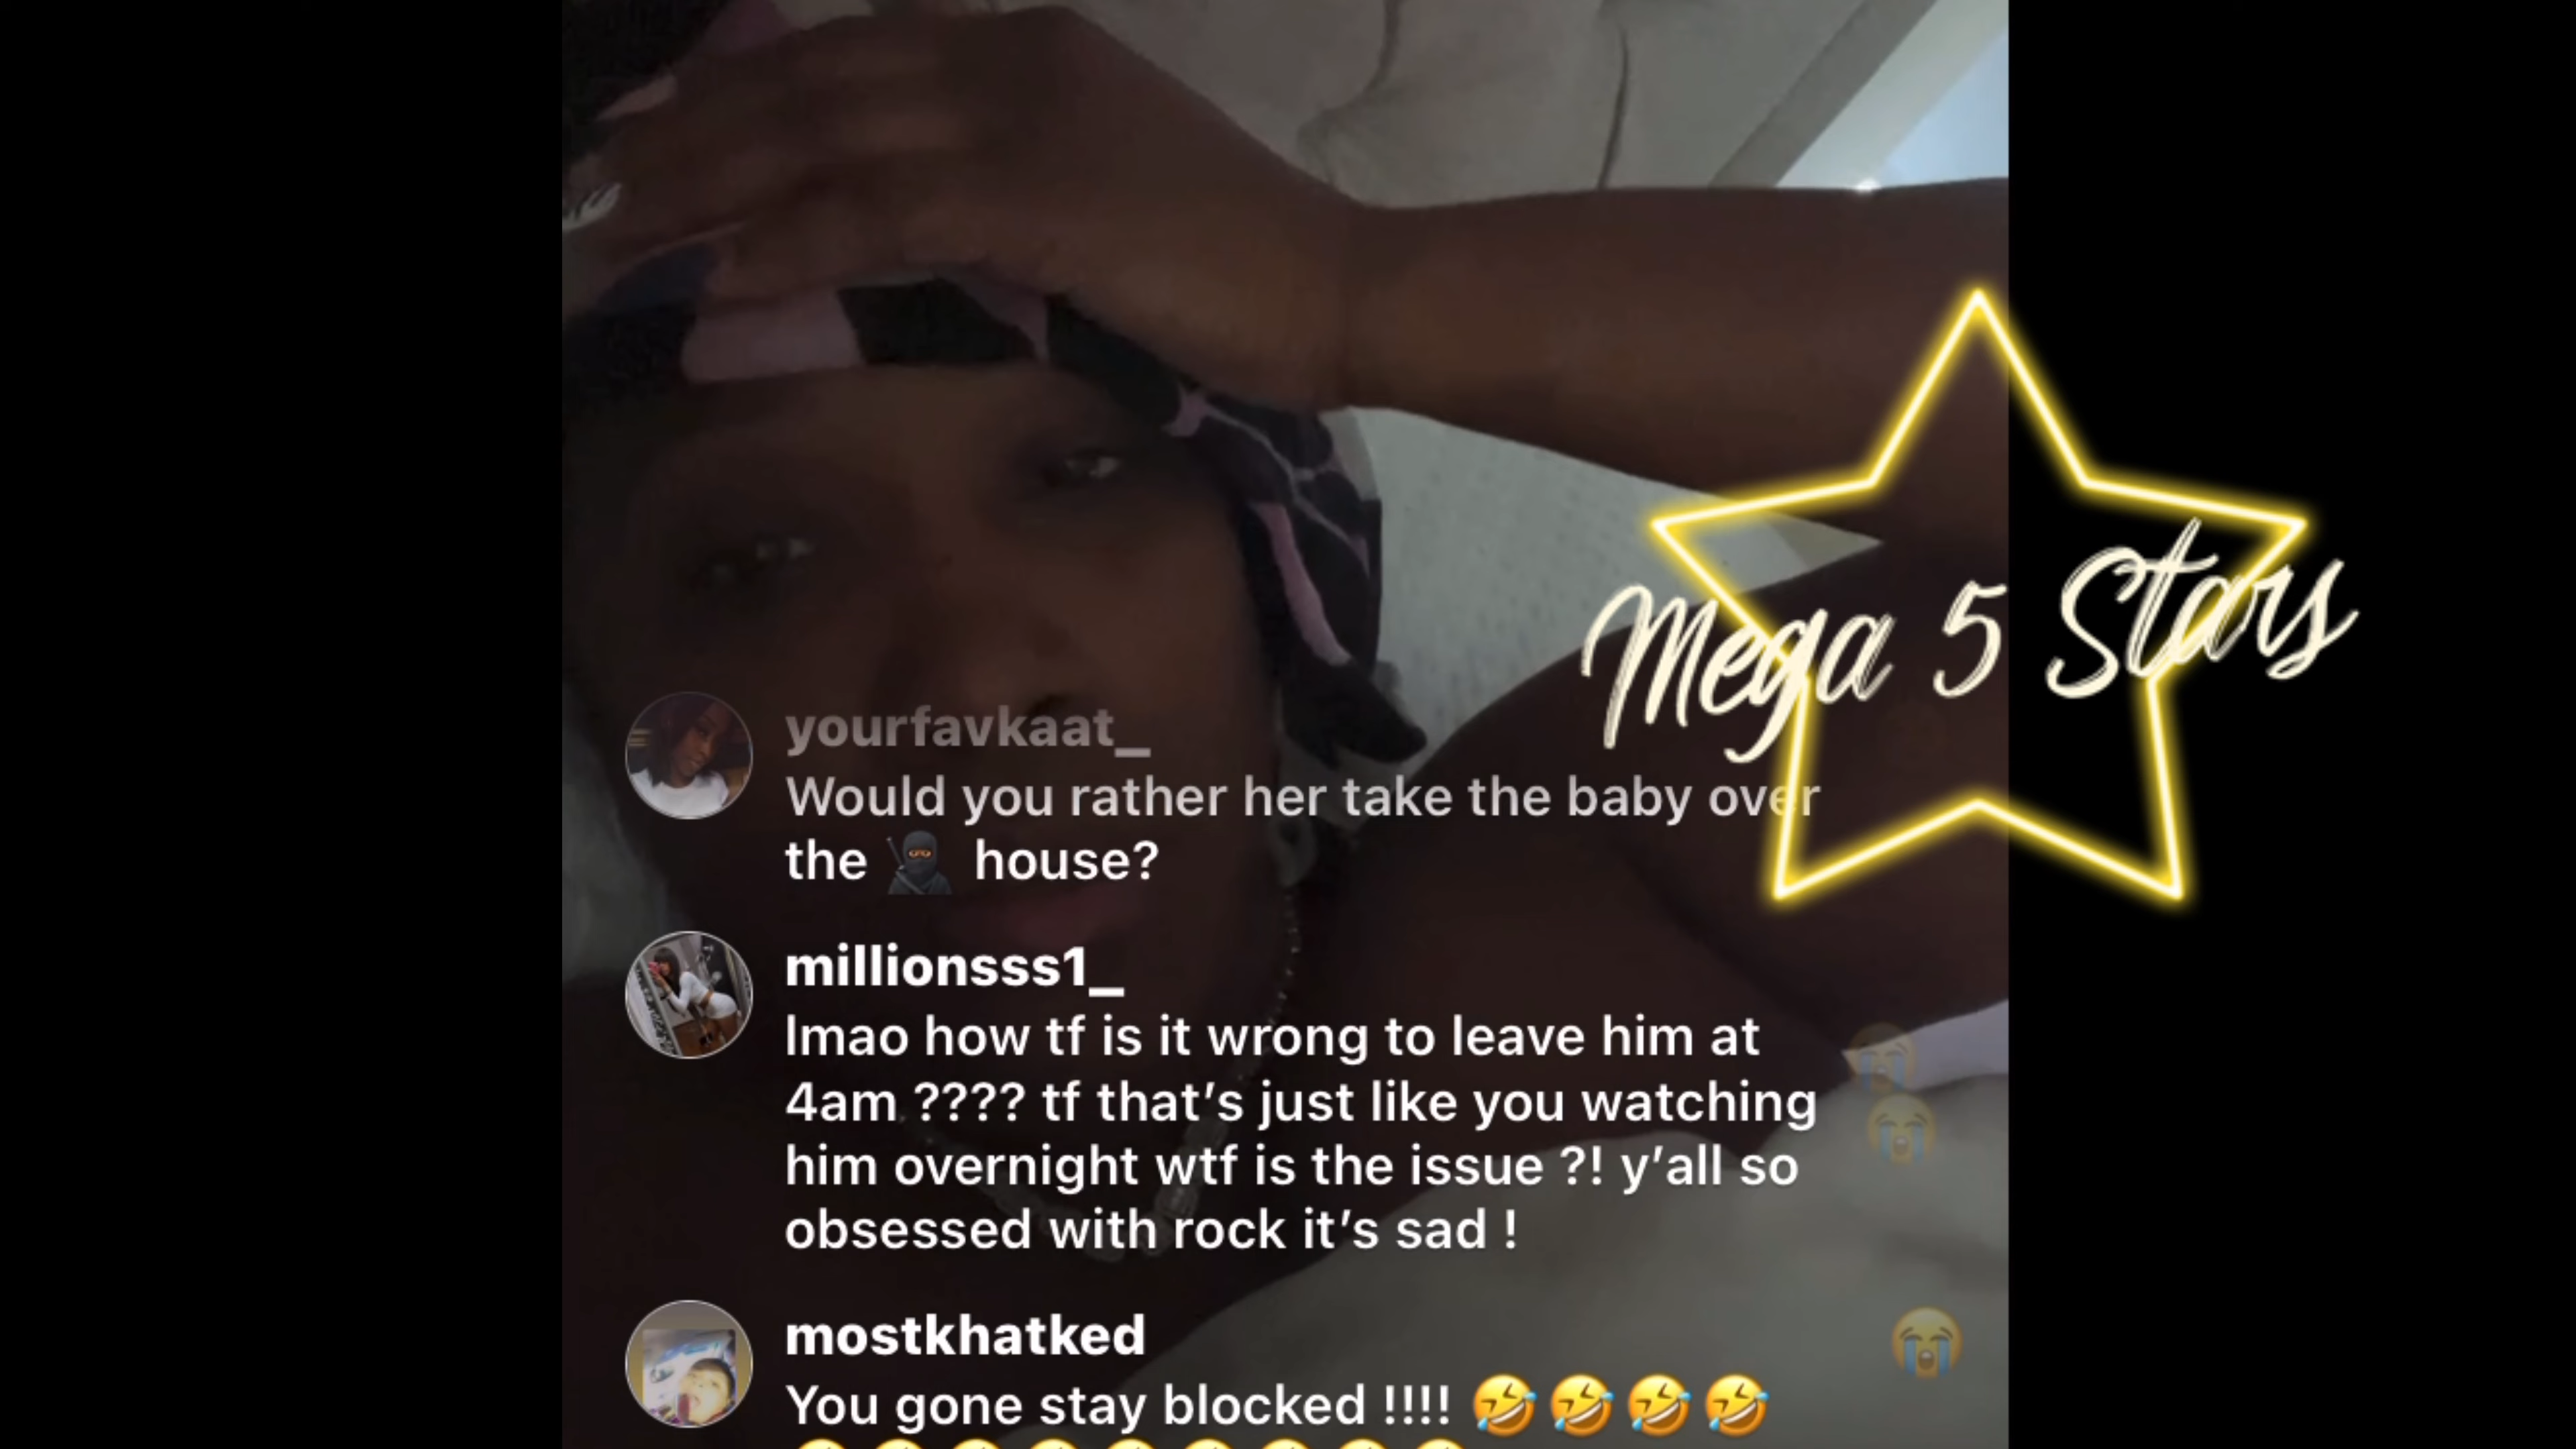 Mega 5 Stars
yourfavkaat_
Would you rather her take the baby over
the 🥷🏿 house?
millionsss1_
lmao how tf is it wrong to leave him at
4am ???? tf that’s just like you watching
him overnight wtf is the issue ?! y’all so
obsessed with rock it’s sad !
mostkhatked
You gone stay blocked !!!! 🤣🤣🤣🤣